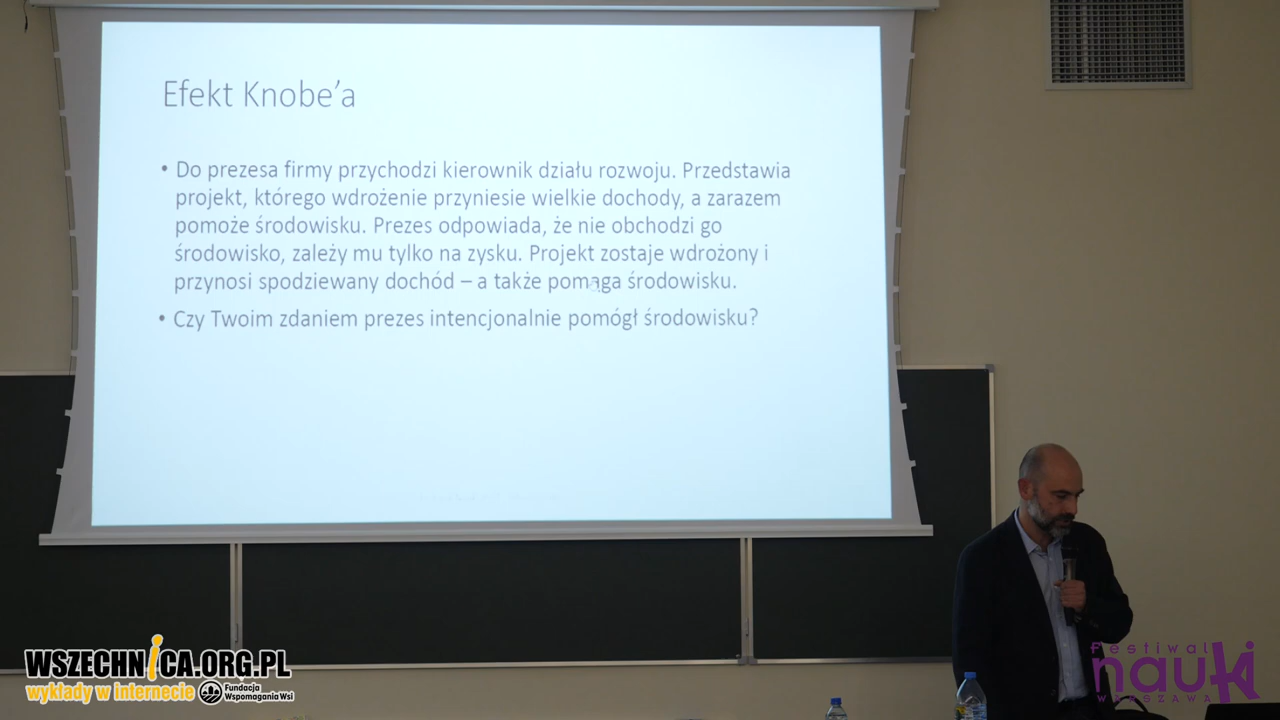 Efekt Knobe’a
• Do prezesa firmy przychodzi kierownik działu rozwoju. Przedstawia
projekt, którego wdrożenie przyniesie wielkie dochody, a zarazem
pomoże środowisku. Prezes odpowiada, że nie obchodzi go
środowisko, zależy mu tylko na zysku. Projekt zostaje wdrożony i
przynosi spodziewany dochód – a także pomaga środowisku.
• Czy Twoim zdaniem prezes intencjonalnie pomógł środowisku?
WSZECHNICA.ORG.PL
wykłady w internecie
Fundacja
Wspomagania Wsi
Festiwal
nauki
WARSZAWA